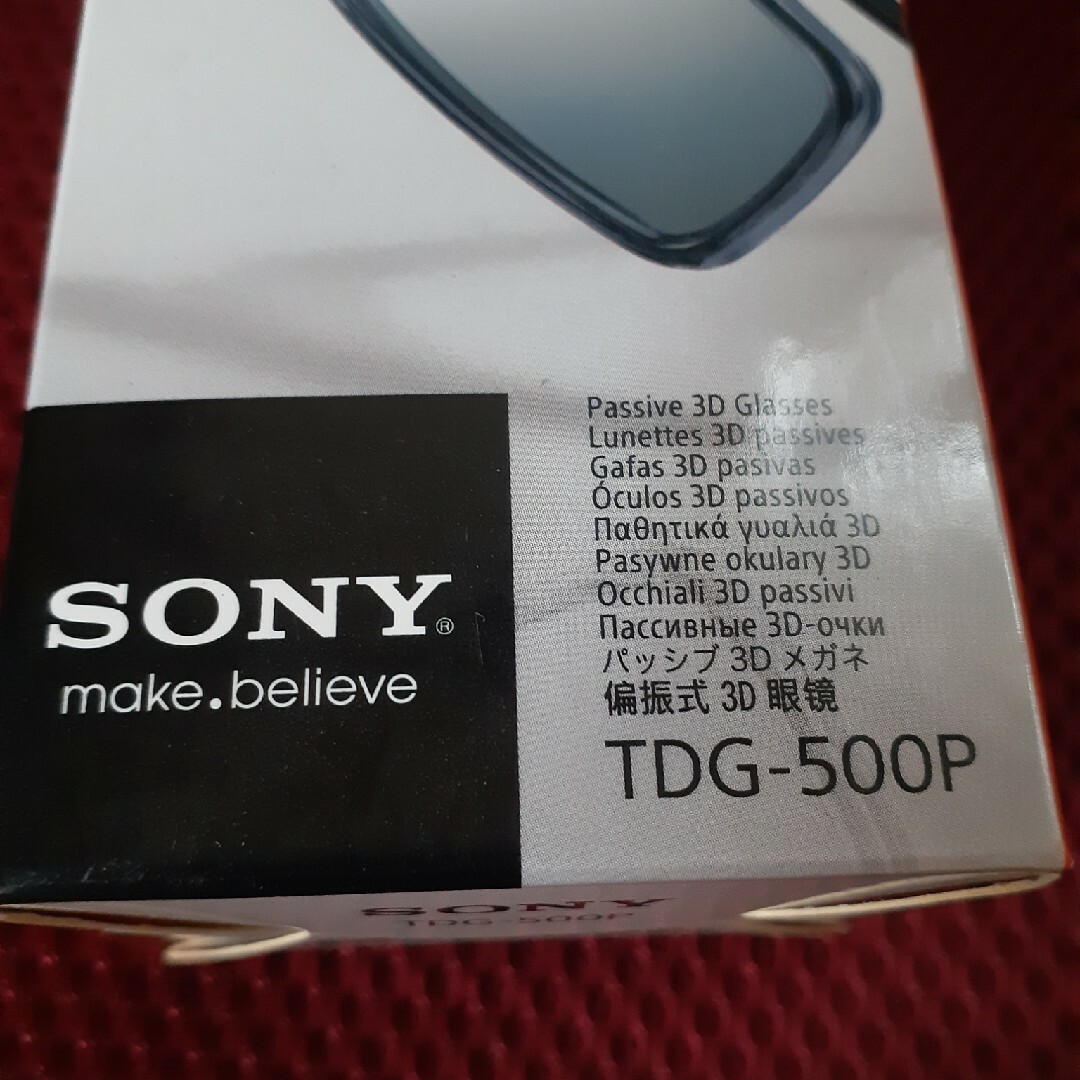 Passive 3D Glasses
Lunettes 3D passives
Gafas 3D pasivas
Óculos 3D passivos
Παθητικά γυαλιά 3D
Pasywne okulary 3D
Occhiali 3D passivi
Пассивные 3D-очки
パッシブ 3D メガネ
偏振式 3D 眼镜
TDG-500P
SONY®
make.believe
SONY
TDG-500P